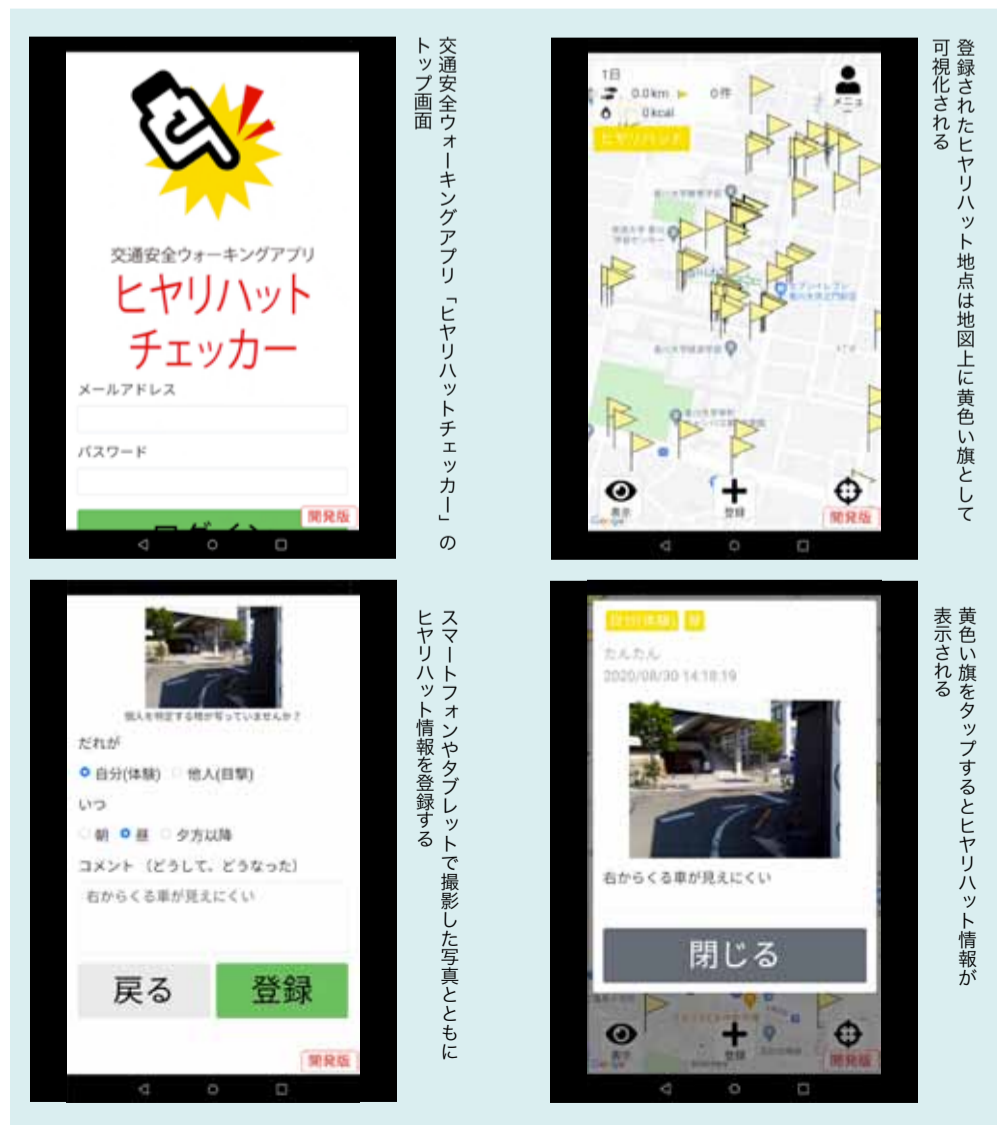 交通安全ウォーキングアプリ
ヒヤリハット
チェッカー
メールアドレス
パスワード
ログイン
開発版
交通安全ウォーキングアプリ「ヒヤリハットチェッカー」の
トップ画面
1日
0.0km
0件
0kcal
メニュー
ヒヤリハット
表示
登録
Google
開発版
登録されたヒヤリハット地点は地図上に黄色い旗として
可視化される
個人を特定する物が写っていませんか？
だれが
自分(体験) 他人(目撃)
いつ
朝 昼 夕方以降
コメント（どうして、どうなった）
右からくる車が見えにくい
戻る 登録
開発版
スマートフォンやタブレットで撮影した写真とともに
ヒヤリハット情報を登録する
自分(体験) 昼
たんたん
2020/08/30 14:18:19
右からくる車が見えにくい
閉じる
表示
登録
Google
開発版
黄色い旗をタップするとヒヤリハット情報が
表示される